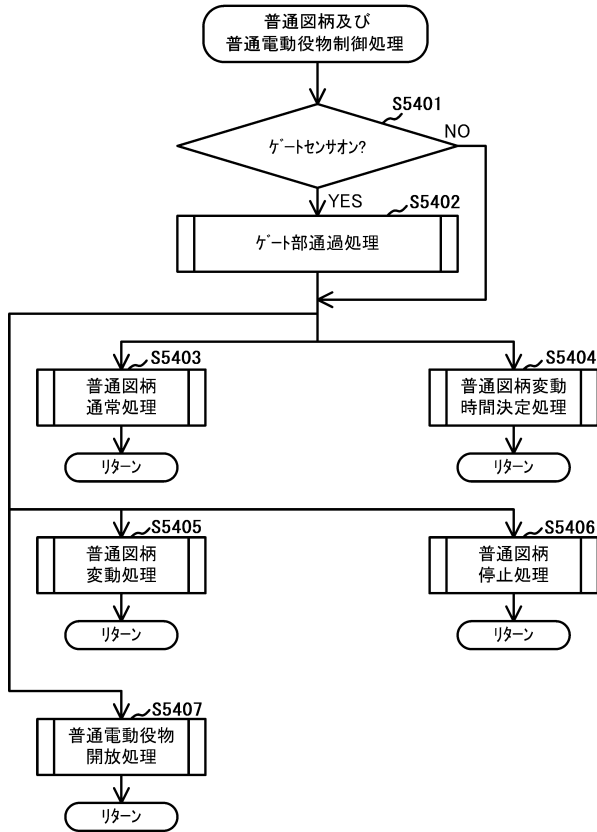 普通図柄及び
普通電動役物制御処理
S5401
ｹﾞｰﾄｾﾝｻｵﾝ?
NO
YES
S5402
ｹﾞｰﾄ部通過処理
S5403
普通図柄
通常処理
ﾘﾀｰﾝ
S5404
普通図柄変動
時間決定処理
ﾘﾀｰﾝ
S5405
普通図柄
変動処理
ﾘﾀｰﾝ
S5406
普通図柄
停止処理
ﾘﾀｰﾝ
S5407
普通電動役物
開放処理
ﾘﾀｰﾝ